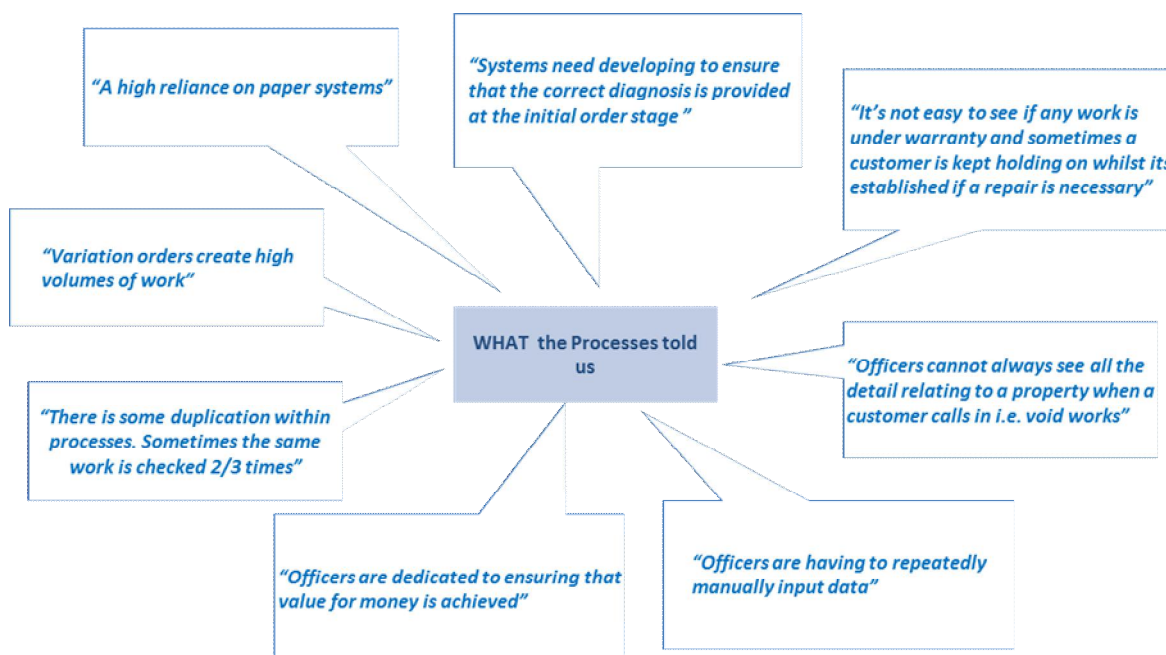 “A high reliance on paper systems”
“Systems need developing to ensure
that the correct diagnosis is provided
at the initial order stage ”
“It’s not easy to see if any work is
under warranty and sometimes a
customer is kept holding on whilst its
established if a repair is necessary”
“Variation orders create high
volumes of work“
WHAT  the Processes told
us
“Officers cannot always see all the
detail relating to a property when a
customer calls in i.e. void works”
“There is some duplication within
processes. Sometimes the same
work is checked 2/3 times”
“Officers are dedicated to ensuring that
value for money is achieved”
“Officers are having to repeatedly
manually input data”